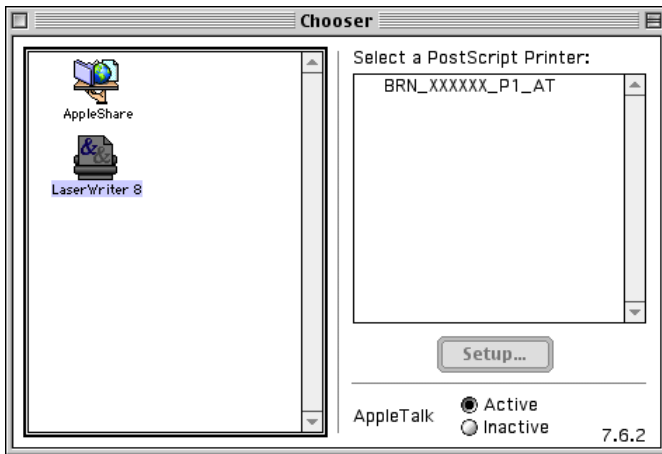 Chooser
AppleShare
LaserWriter 8
Select a PostScript Printer:
BRN_XXXXXX_P1_AT
Setup...
AppleTalk
Active
Inactive
7.6.2